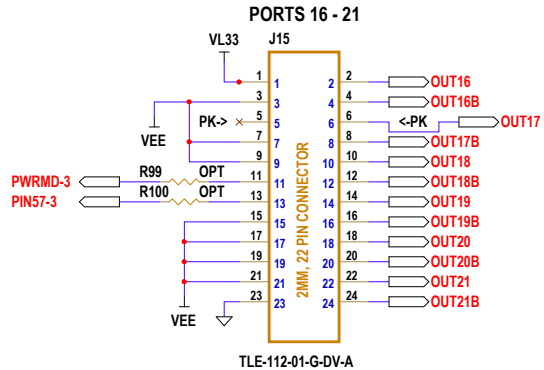 PORTS 16 - 21
VL33 J15
1 1 2 2 OUT16
3 3 4 4 OUT16B
PK-> 5 5 6 6 <-PK OUT17
VEE 7 7 8 8 OUT17B
9 9 10 10 OUT18
PWRMD-3 R99 OPT 11 11 12 12 OUT18B
PIN57-3 R100 OPT 13 13 14 14 OUT19
15 15 16 16 OUT19B
17 17 18 18 OUT20
19 19 20 20 OUT20B
21 21 22 22 OUT21
VEE 23 23 24 24 OUT21B
2MM, 22 PIN CONNECTOR
TLE-112-01-G-DV-A